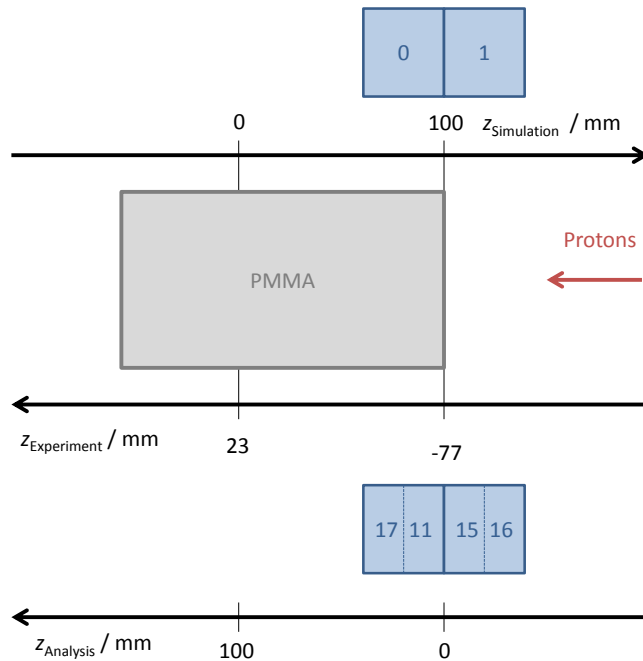 0 1
0 100 z_Simulation / mm
Protons
PMMA
z_Experiment / mm 23 -77
17 11 15 16
z_Analysis / mm 100 0